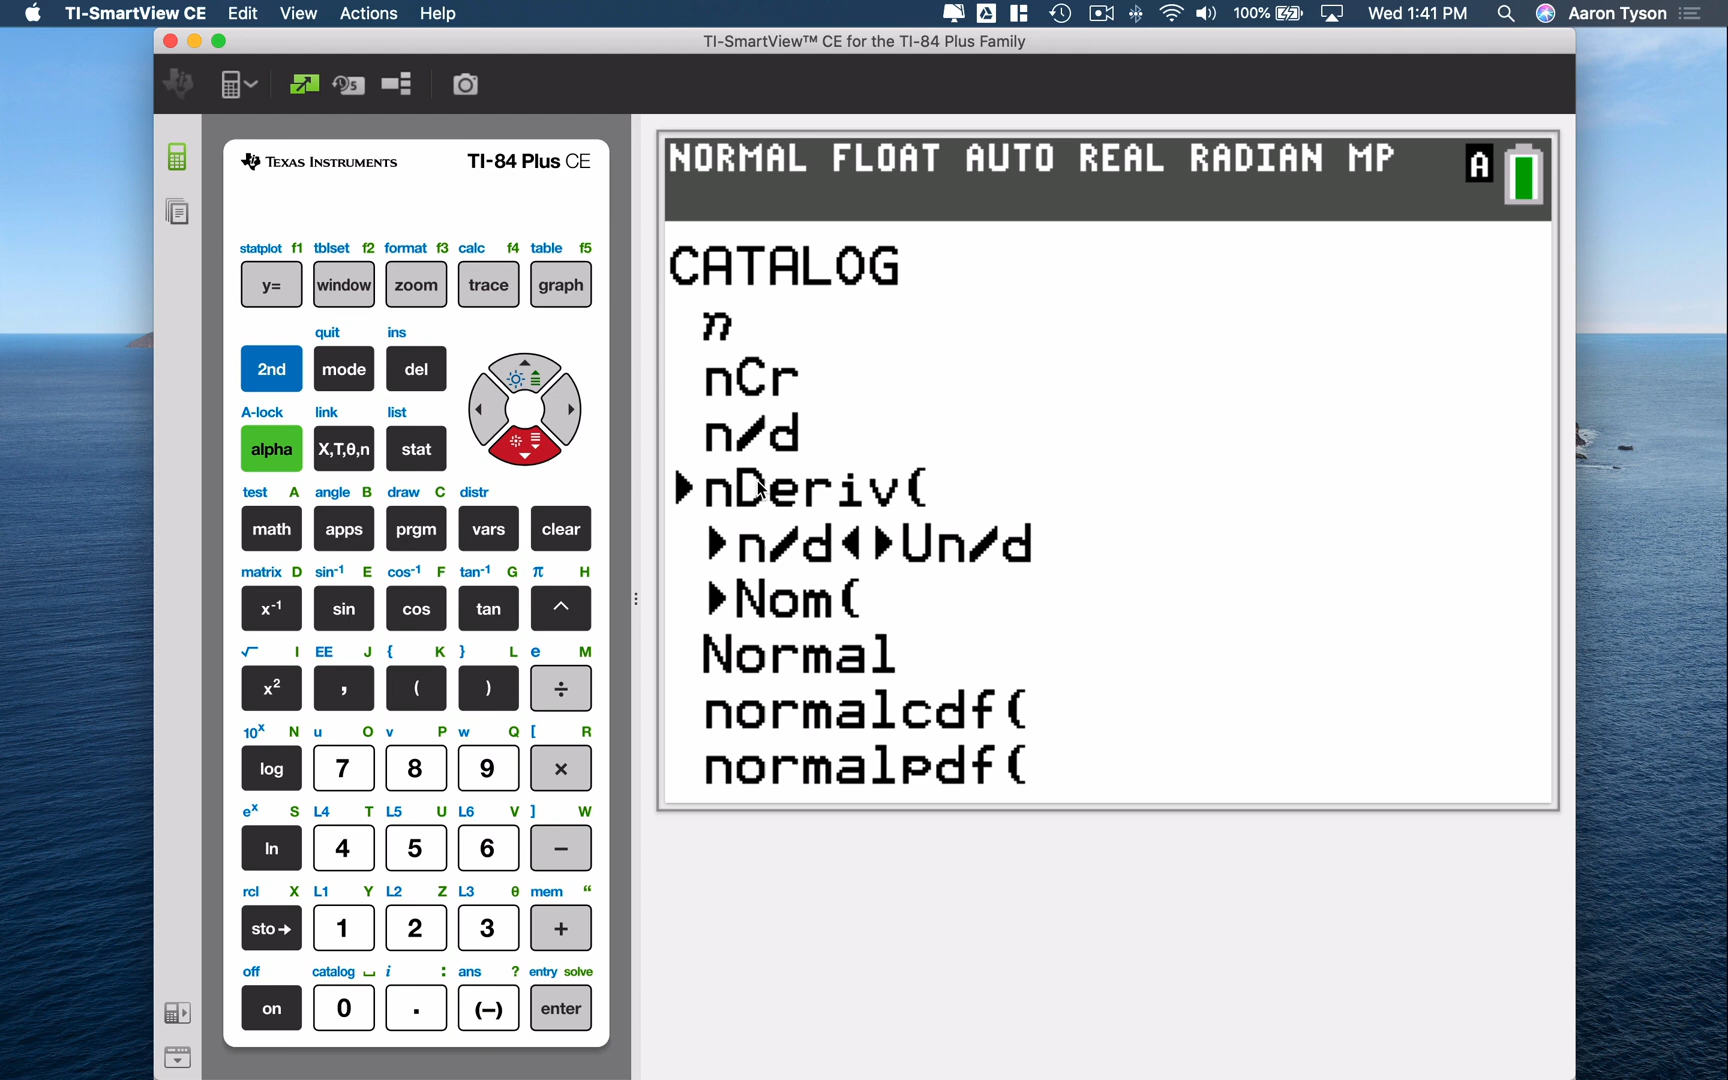 TI-SmartView CE Edit View Actions Help 100% Wed 1:41 PM Aaron Tyson
TI-SmartView™ CE for the TI-84 Plus Family
TEXAS INSTRUMENTS TI-84 Plus CE
statplot f1 tblset f2 format f3 calc f4 table f5
y= window zoom trace graph
quit ins
2nd mode del
A-lock link list
alpha X,T,θ,n stat
test A angle B draw C distr
math apps prgm vars clear
matrix D sin⁻¹ E cos⁻¹ F tan⁻¹ G π H
x⁻¹ sin cos tan ^
√ I EE J { K } L e M
x² , ( ) ÷
10ˣ N u O v P w Q [ R
log 7 8 9 ×
eˣ S L4 T L5 U L6 V ] W
ln 4 5 6 −
rcl X L1 Y L2 Z L3 θ mem “
sto→ 1 2 3 +
off catalog ⎵ i : ans ? entry solve
on 0 . (−) enter
NORMAL FLOAT AUTO REAL RADIAN MP A
CATALOG
n
nCr
n/d
▶nDeriv(
▶n/d◀▶Un/d
▶Nom(
Normal
normalcdf(
normalpdf(